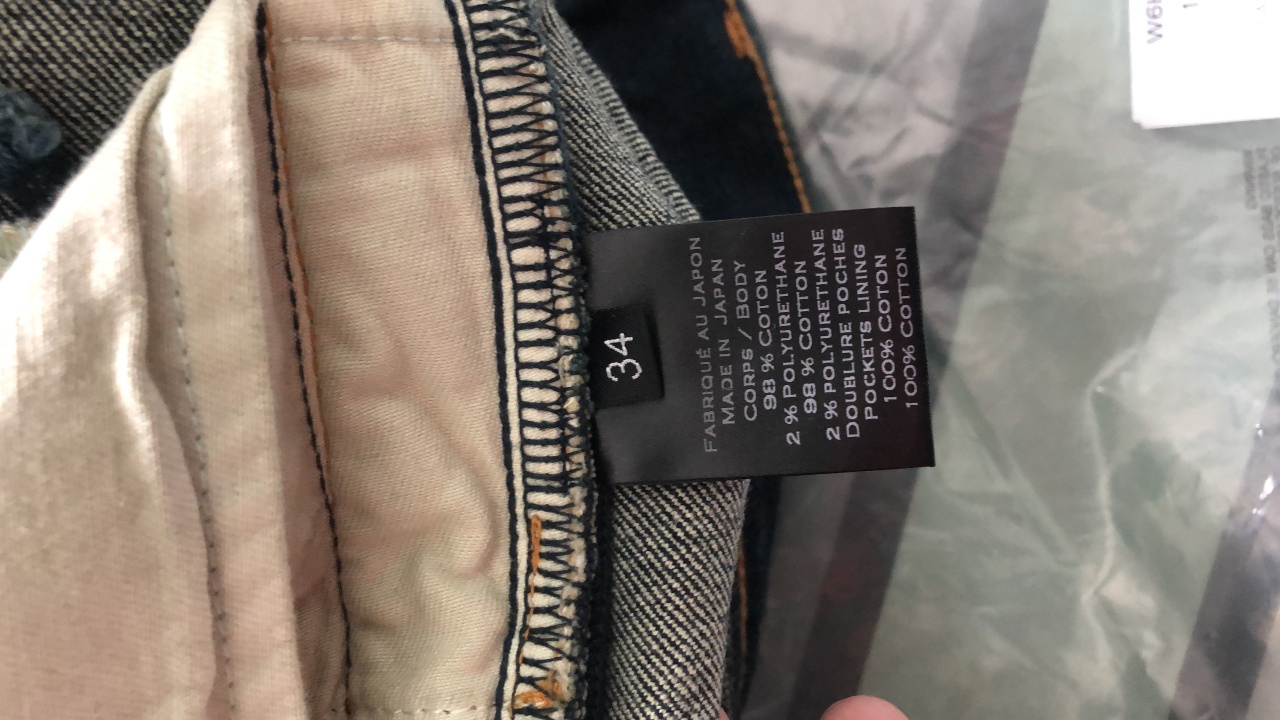 34
FABRIQUÉ AU JAPON
MADE IN JAPAN
CORPS / BODY
98 % COTON
2 % POLYURETHANE
98 % COTTON
2 % POLYURETHANE
DOUBLURE POCHES
POCKETS LINING
100% COTON
100% COTTON